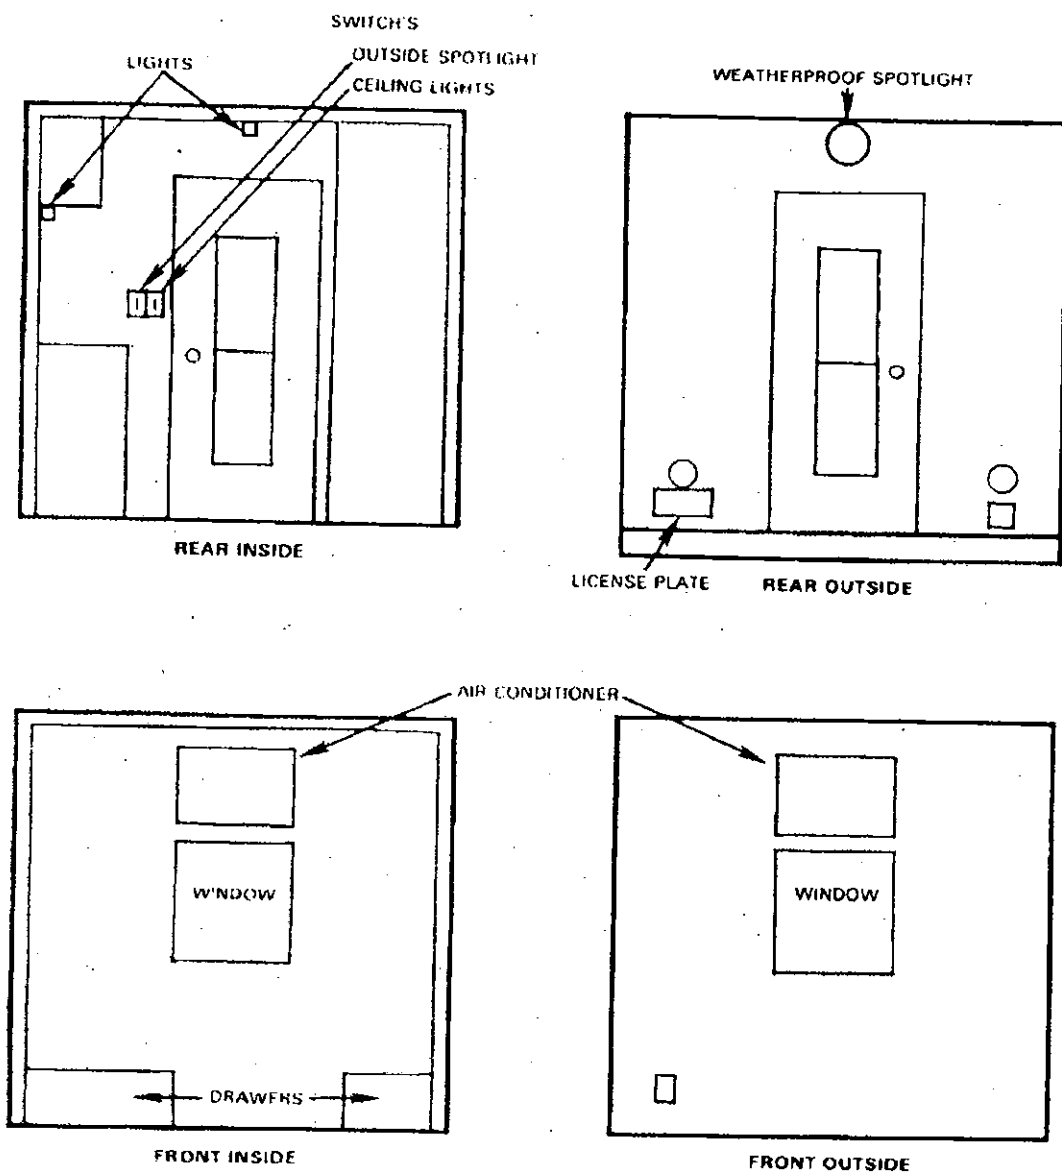 SWITCH'S
OUTSIDE SPOTLIGHT
CEILING LIGHTS
LIGHTS
WEATHERPROOF SPOTLIGHT
REAR INSIDE
LICENSE PLATE
REAR OUTSIDE
AIR CONDITIONER
WINDOW
WINDOW
DRAWERS
FRONT INSIDE
FRONT OUTSIDE